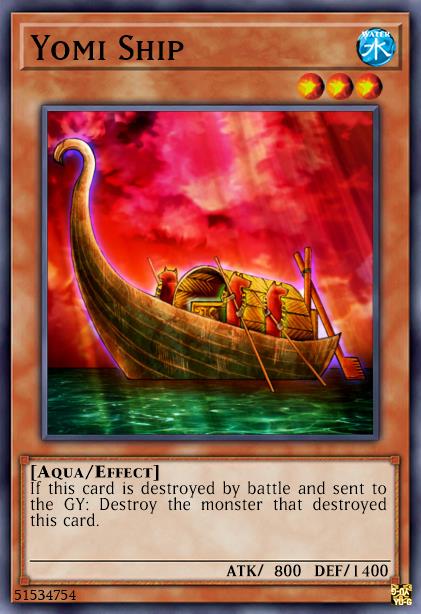 Yomi Ship
WATER
水
[Aqua/Effect]
If this card is destroyed by battle and sent to
the GY: Destroy the monster that destroyed
this card.
ATK/ 800 DEF/1400
51534754